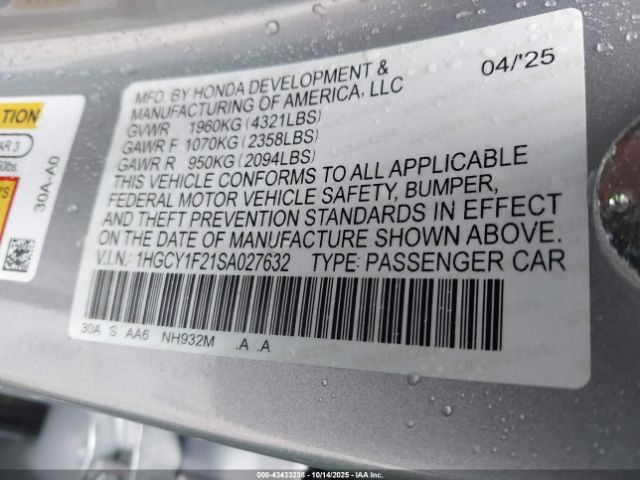 MFD. BY HONDA DEVELOPMENT & 04/'25
MANUFACTURING OF AMERICA, LLC
GVWR 1960KG (4321LBS)
GAWR F 1070KG (2358LBS)
GAWR R 950KG (2094LBS)
THIS VEHICLE CONFORMS TO ALL APPLICABLE
FEDERAL MOTOR VEHICLE SAFETY, BUMPER,
AND THEFT PREVENTION STANDARDS IN EFFECT
ON THE DATE OF MANUFACTURE SHOWN ABOVE.
V.I.N.: 1HGCY1F21SA027632 TYPE: PASSENGER CAR
30A S AA6 NH932M .A .A
30A-A0
AR 3
000-43433236 | 10/14/2025 | IAA Inc.